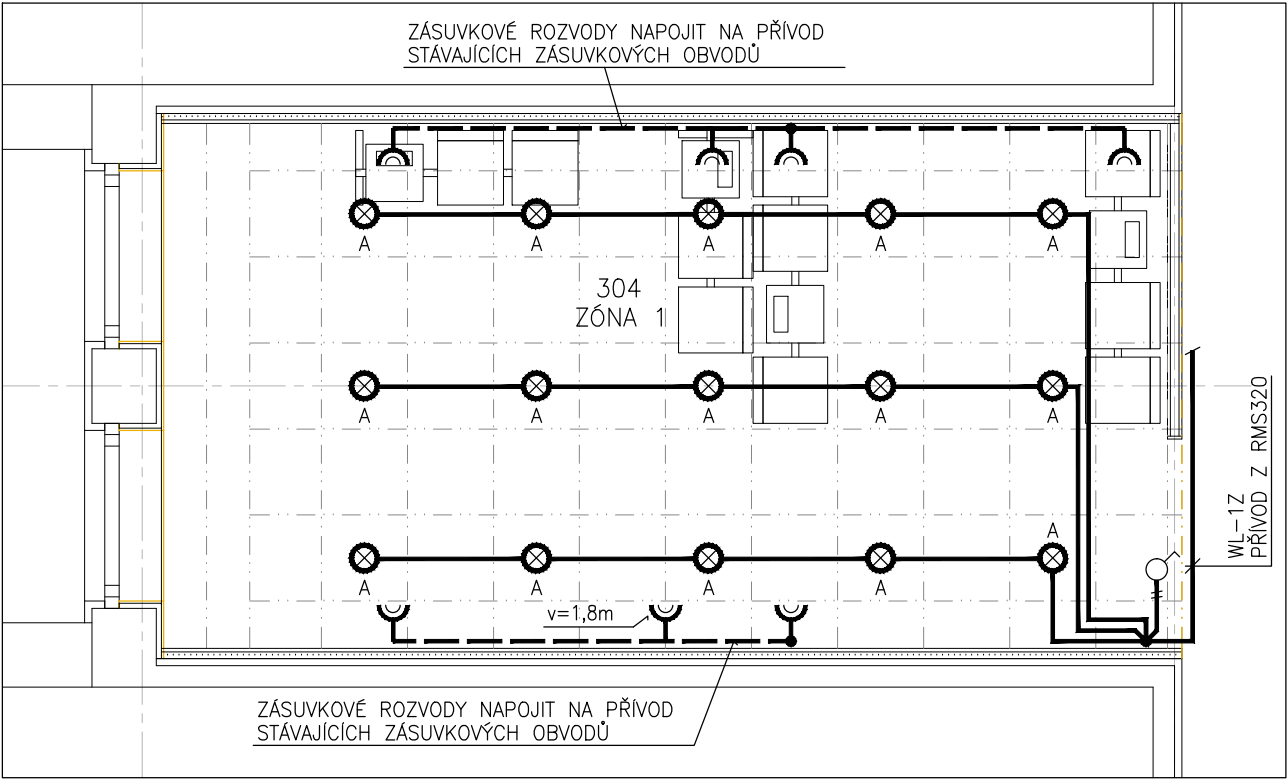 ZÁSUVKOVÉ ROZVODY NAPOJIT NA PŘÍVOD
STÁVAJÍCÍCH ZÁSUVKOVÝCH OBVODŮ
A
A
A
A
A
304
ZÓNA 1
A
A
A
A
A
WL-1Z
PŘÍVOD Z RMS320
A
A
A
A
A
v=1,8m
ZÁSUVKOVÉ ROZVODY NAPOJIT NA PŘÍVOD
STÁVAJÍCÍCH ZÁSUVKOVÝCH OBVODŮ